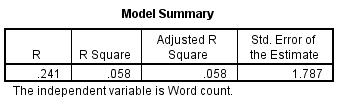 Model Summary
R R Square Adjusted R Square Std. Error of the Estimate
.241 .058 .058 1.787
The independent variable is Word count.